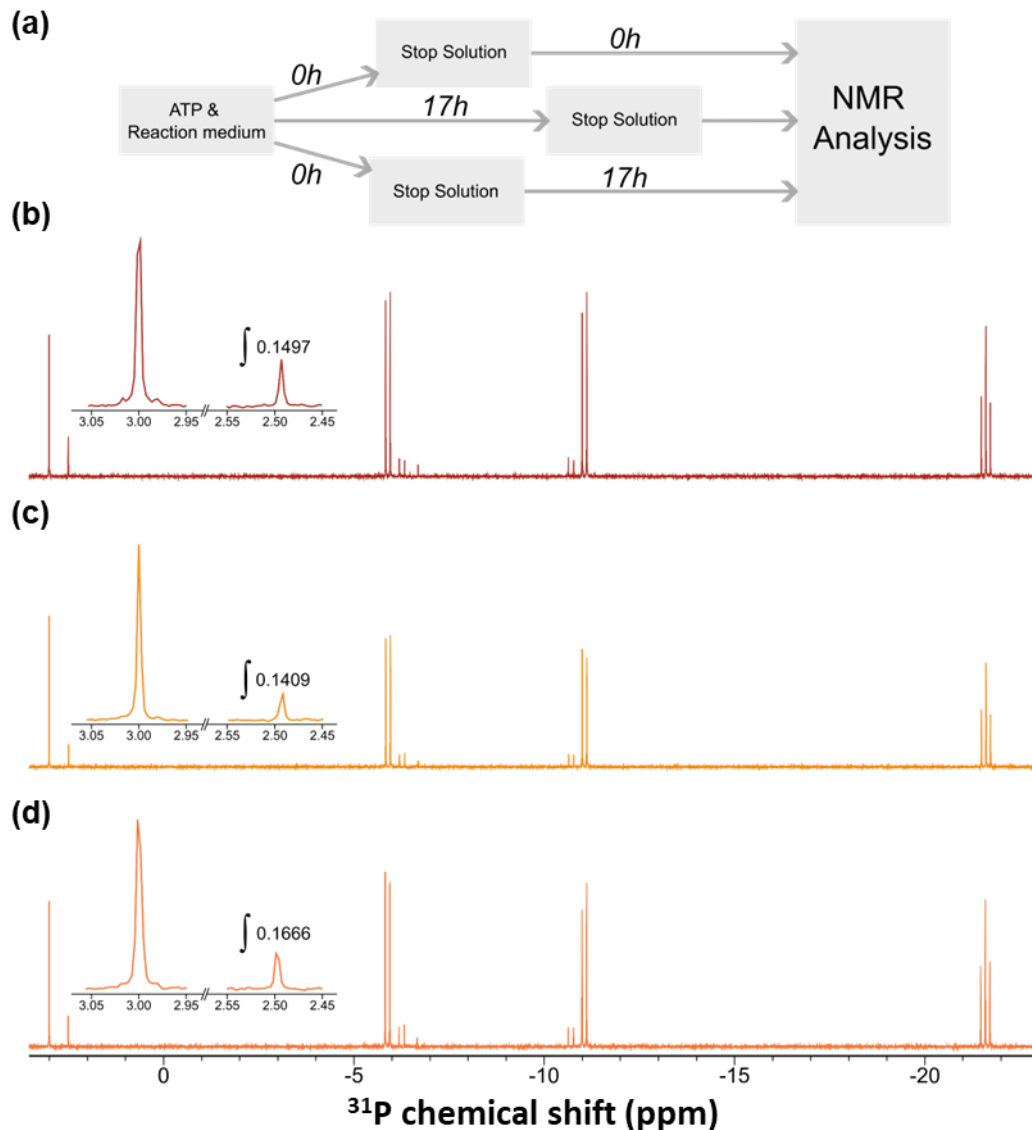 (a)
0h
Stop Solution
0h
ATP &
Reaction medium
17h
Stop Solution
NMR
Analysis
0h
Stop Solution
17h
(b)
∫ 0.1497
3.05 3.00 2.95 // 2.55 2.50 2.45
(c)
∫ 0.1409
3.05 3.00 2.95 // 2.55 2.50 2.45
(d)
∫ 0.1666
3.05 3.00 2.95 // 2.55 2.50 2.45
0 -5 -10 -15 -20
³¹P chemical shift (ppm)